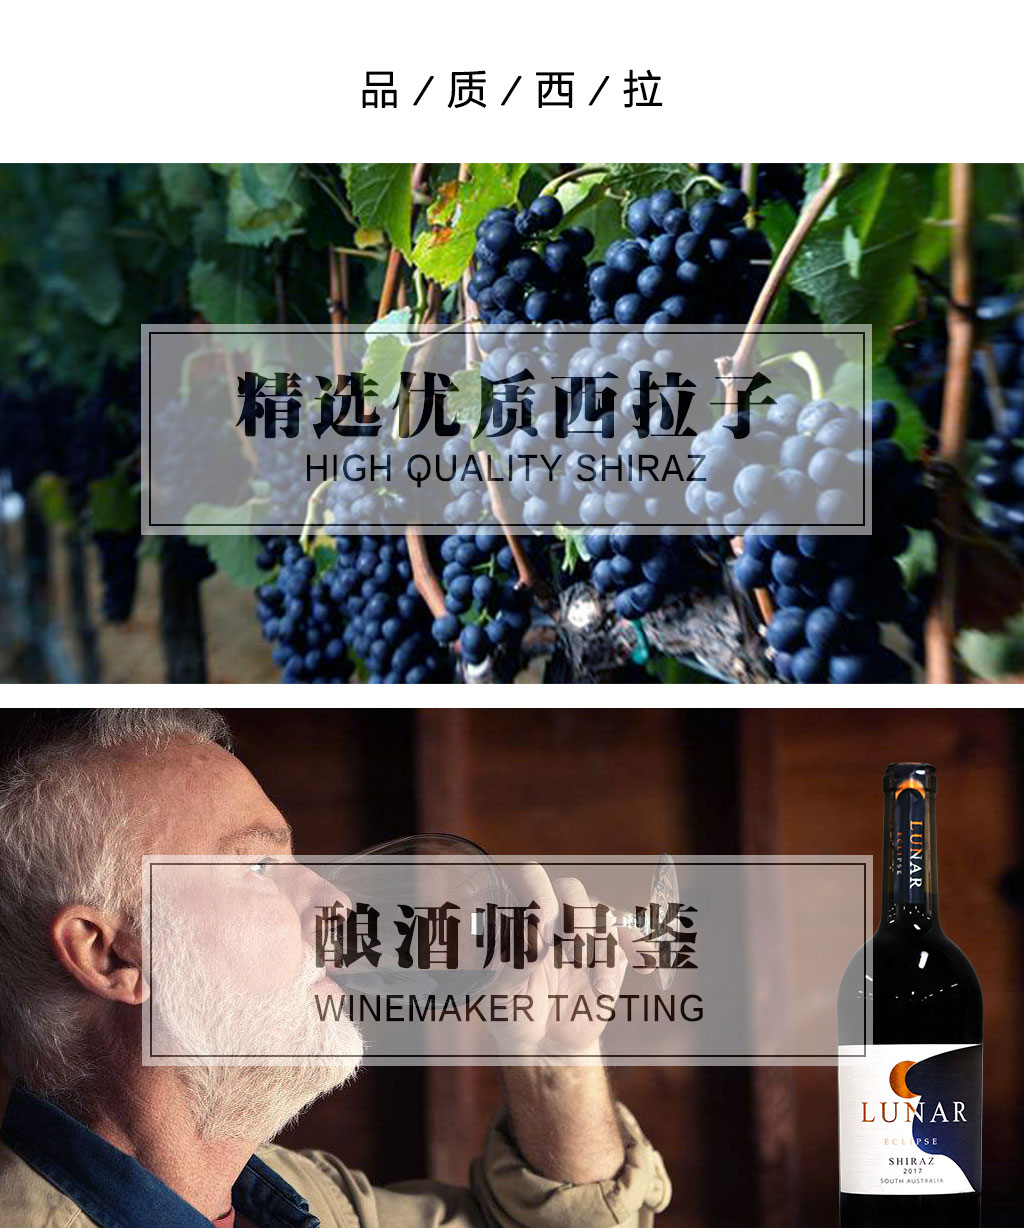 品/质/西/拉
精选优质西拉子
HIGH QUALITY SHIRAZ
酿酒师品鉴
WINEMAKER TASTING
LUNAR
ECLIPSE
LUNAR
ECLIPSE
SHIRAZ
2017
SOUTH AUSTRALIA